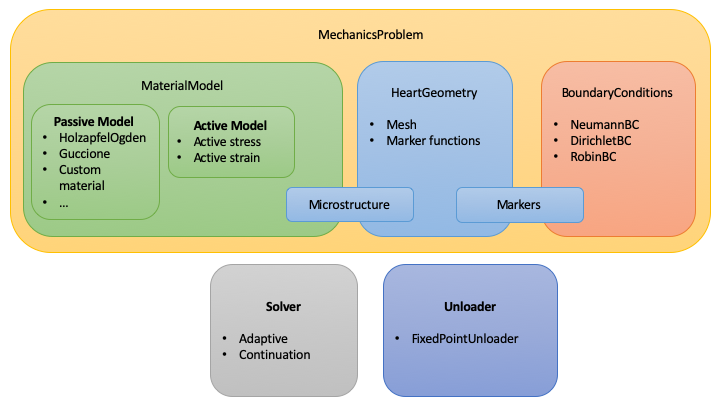 MechanicsProblem
MaterialModel
Passive Model
• HolzapfelOgden
• Guccione
• Custom
material
• ...
Active Model
• Active stress
• Active strain
HeartGeometry
• Mesh
• Marker functions
BoundaryConditions
• NeumannBC
• DirichletBC
• RobinBC
Microstructure
Markers
Solver
• Adaptive
• Continuation
Unloader
• FixedPointUnloader